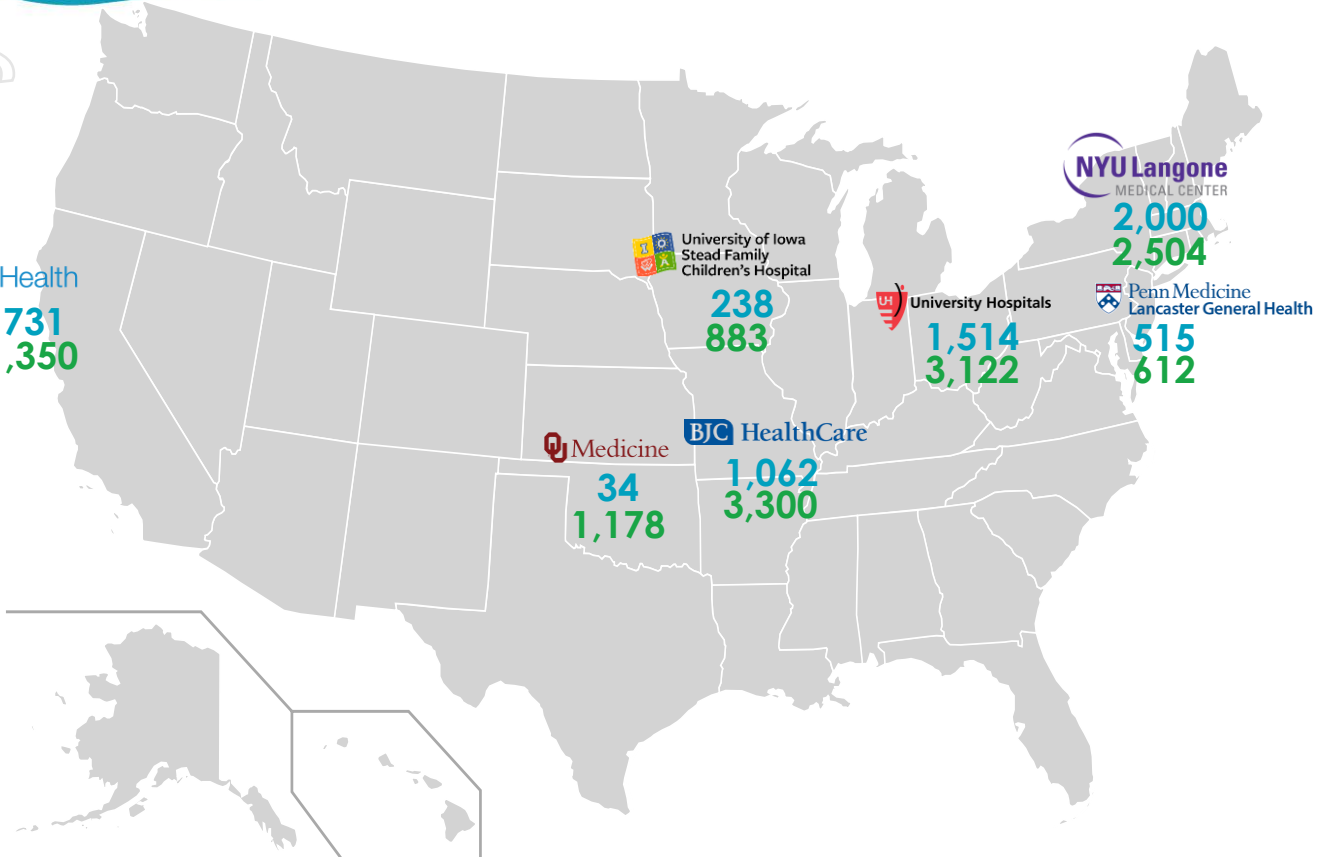 NYU Langone
MEDICAL CENTER
2,000
2,504
University of Iowa
Stead Family
Children's Hospital
238
883
Health
731
,350
UH University Hospitals
1,514
3,122
Penn Medicine
Lancaster General Health
515
612
OU Medicine
34
1,178
BJC HealthCare
1,062
3,300